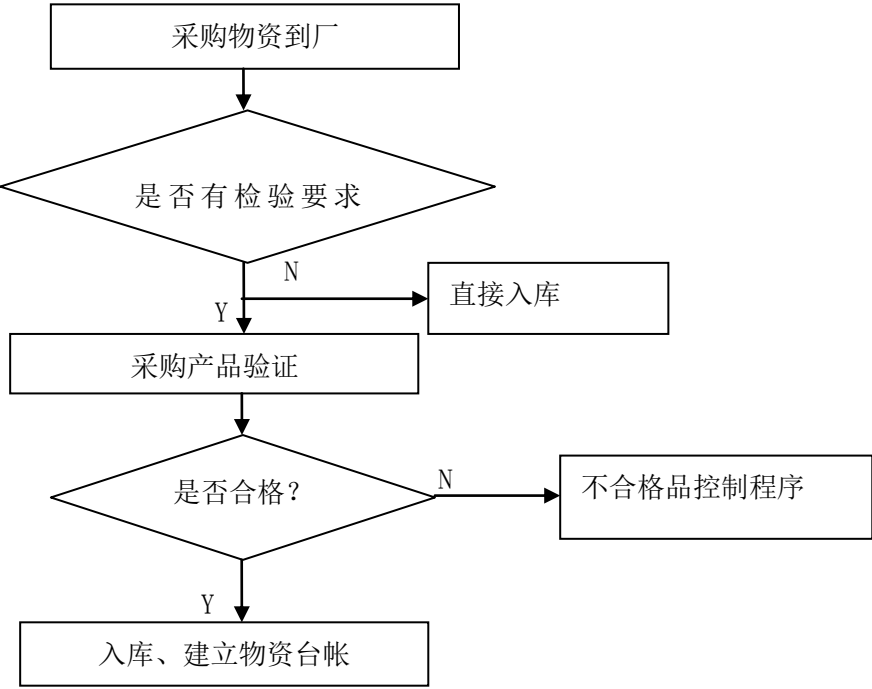 采购物资到厂
是否有检验要求
N
直接入库
Y
采购产品验证
是否合格?
N
不合格品控制程序
Y
入库、建立物资台帐